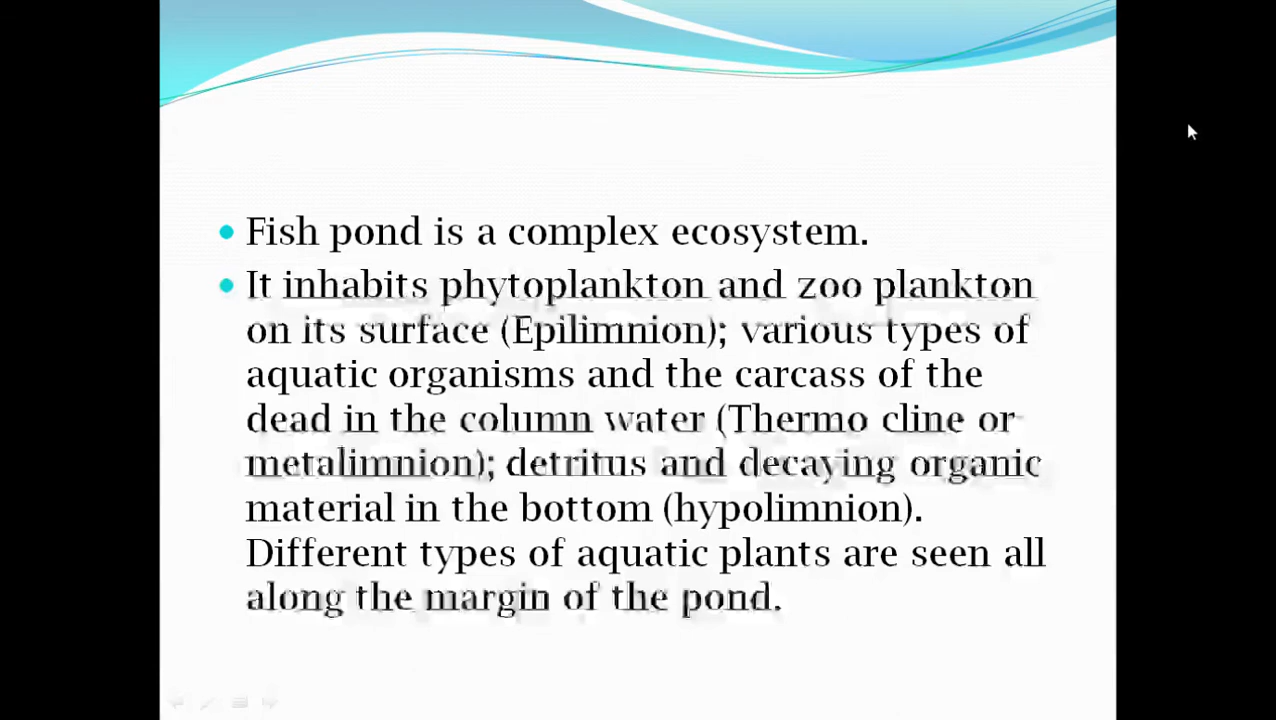 Fish pond is a complex ecosystem.
It inhabits phytoplankton and zoo plankton
on its surface (Epilimnion); various types of
aquatic organisms and the carcass of the
dead in the column water (Thermo cline or
metalimnion); detritus and decaying organic
material in the bottom (hypolimnion).
Different types of aquatic plants are seen all
along the margin of the pond.